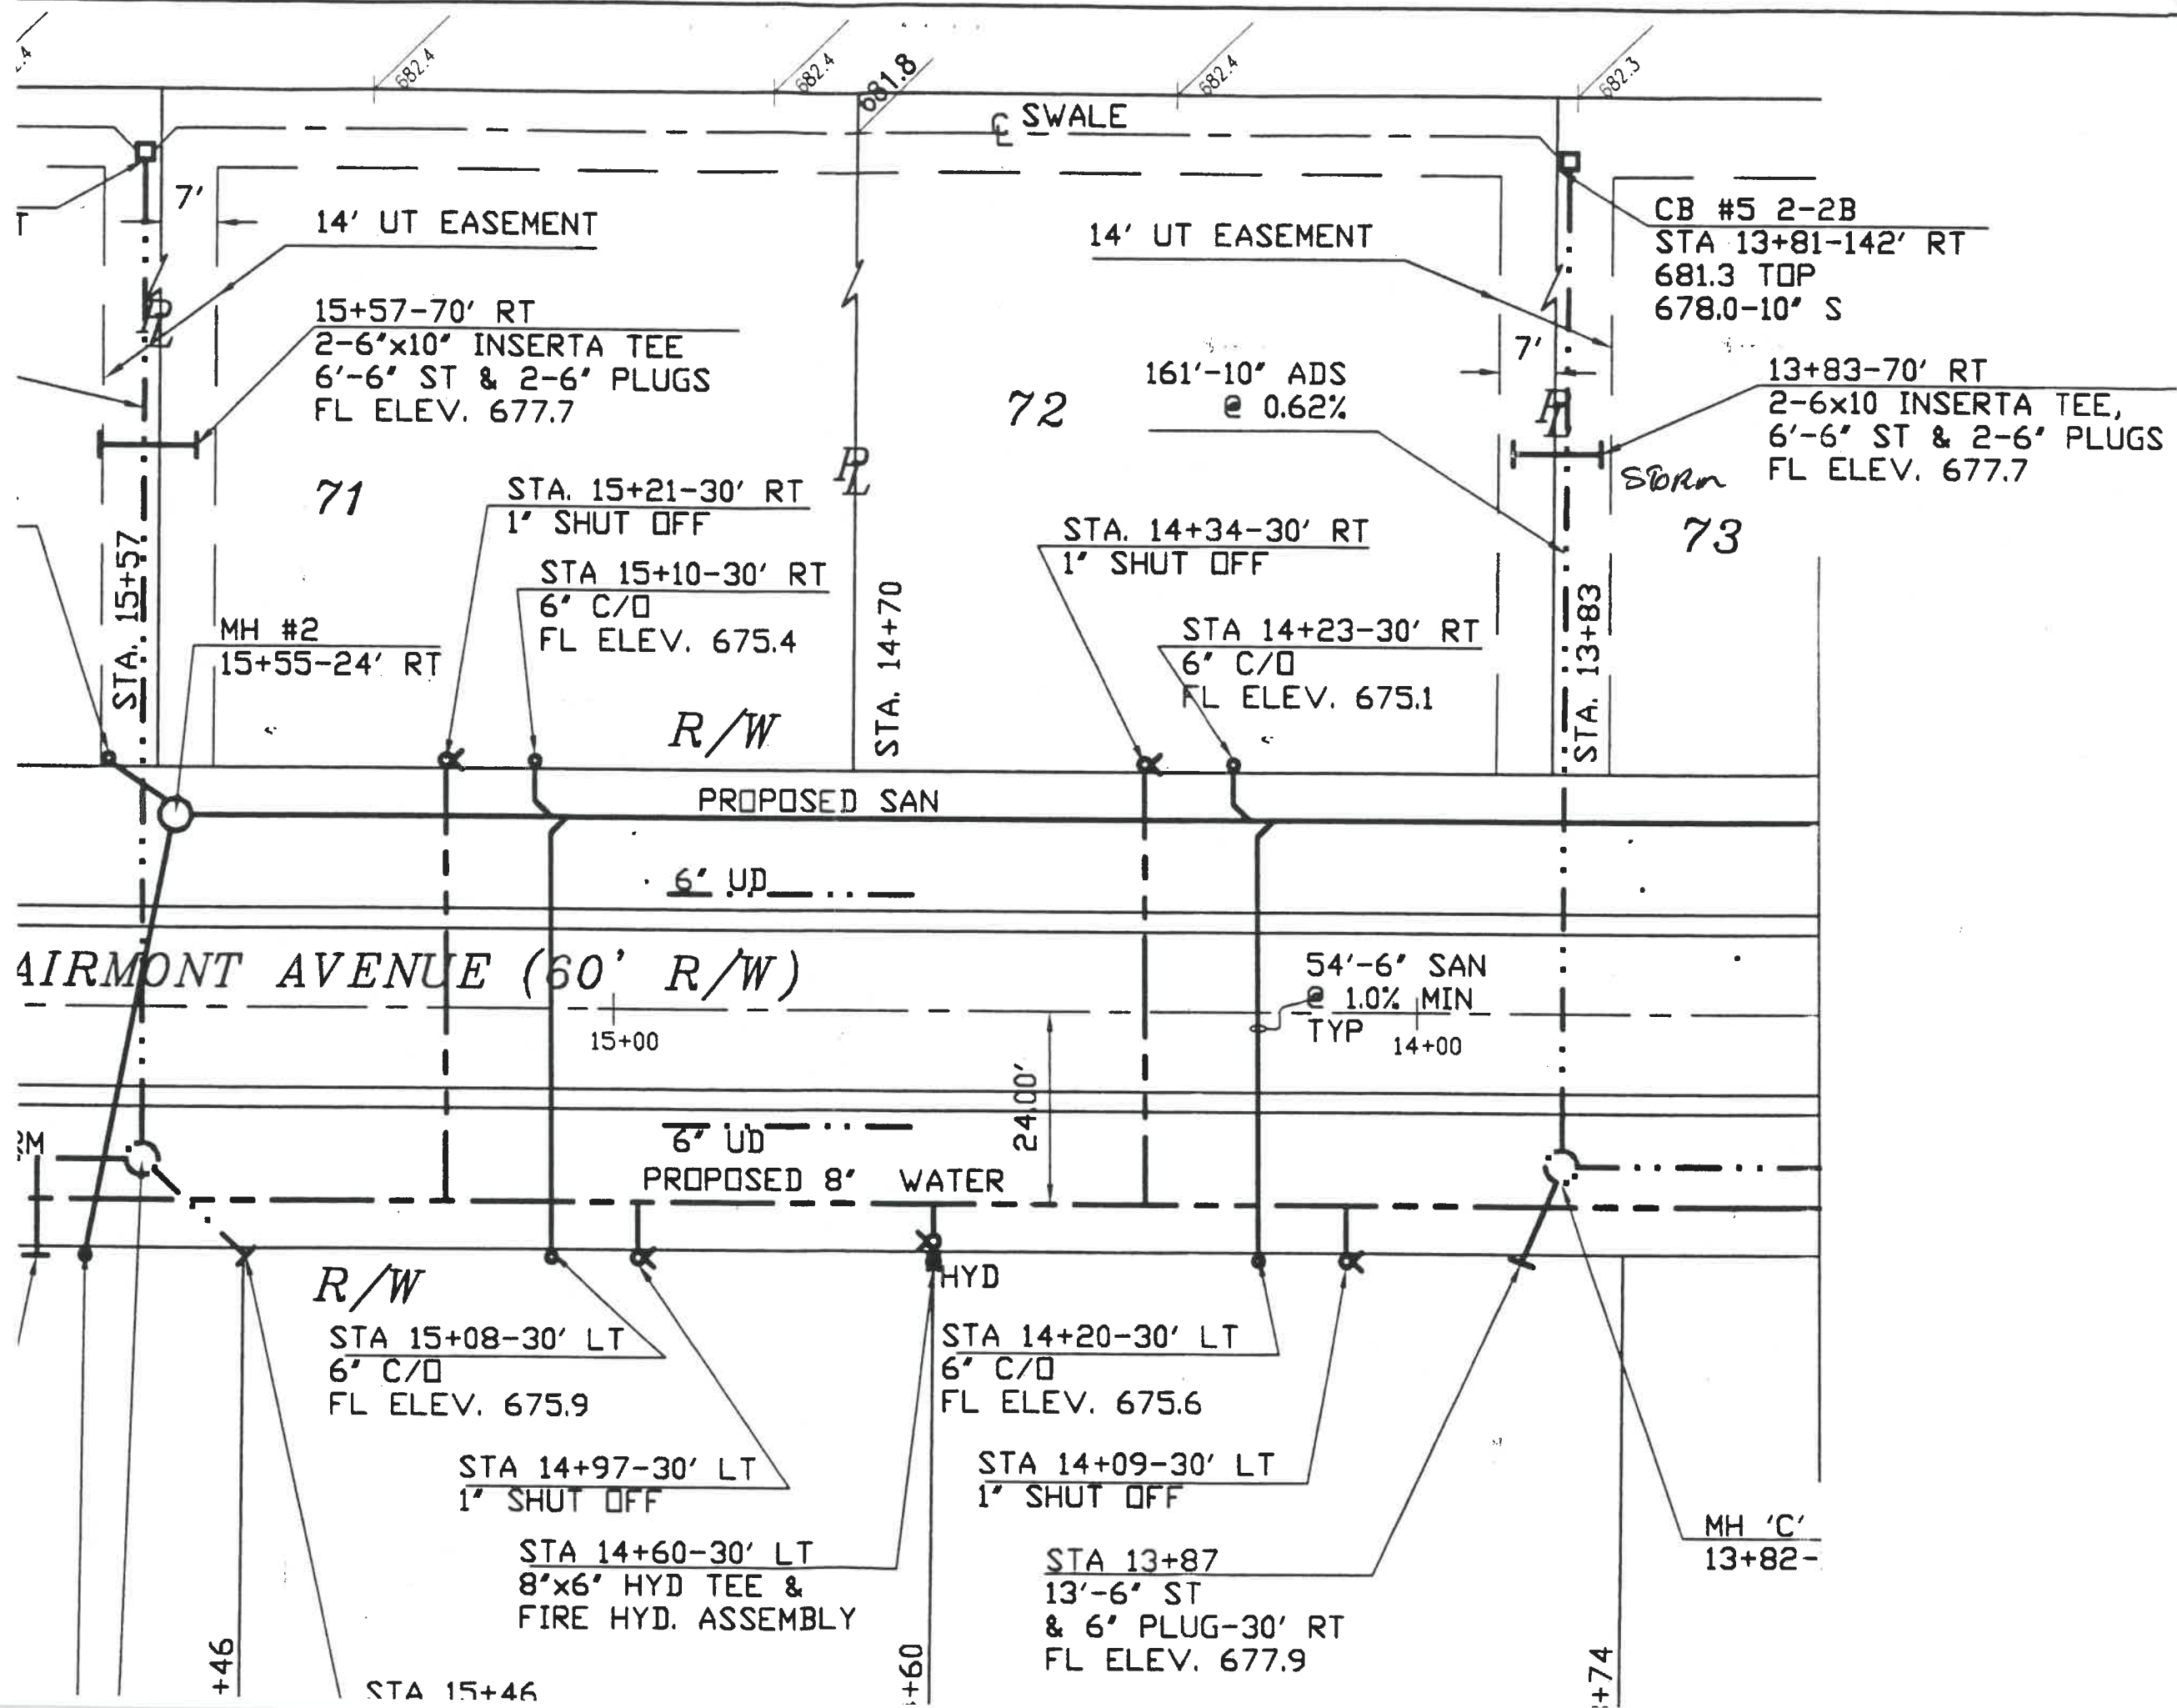 682.4
682.4
681.8
682.4
682.3
℄ SWALE
7'
14' UT EASEMENT
14' UT EASEMENT
CB #5 2-2B
STA 13+81-142' RT
681.3 TOP
678.0-10" S
15+57-70' RT
2-6"x10" INSERTA TEE
6'-6" ST & 2-6" PLUGS
FL ELEV. 677.7
PL
7'
161'-10" ADS
@ 0.62%
72
PL
13+83-70' RT
2-6x10 INSERTA TEE,
6'-6" ST & 2-6" PLUGS
FL ELEV. 677.7
STORM
73
71
PL
STA. 15+21-30' RT
1" SHUT OFF
STA. 14+34-30' RT
1" SHUT OFF
STA 15+10-30' RT
6" C/O
FL ELEV. 675.4
STA. 15+57
MH #2
15+55-24' RT
STA. 14+70
STA 14+23-30' RT
6" C/O
FL ELEV. 675.1
STA. 13+83
R/W
PROPOSED SAN
6" UD
AIRMONT AVENUE (60' R/W)
54'-6" SAN
@ 1.0% MIN
TYP
15+00
14+00
24.00'
6" UD
PROPOSED 8" WATER
RM
R/W
HYD
STA 15+08-30' LT
6" C/O
FL ELEV. 675.9
STA 14+20-30' LT
6" C/O
FL ELEV. 675.6
STA 14+97-30' LT
1" SHUT OFF
STA 14+09-30' LT
1" SHUT OFF
STA 14+60-30' LT
8"x6" HYD TEE &
FIRE HYD. ASSEMBLY
STA 13+87
13'-6" ST
& 6" PLUG-30' RT
FL ELEV. 677.9
MH 'C'
13+82-
+46
STA 15+46
+60
+74